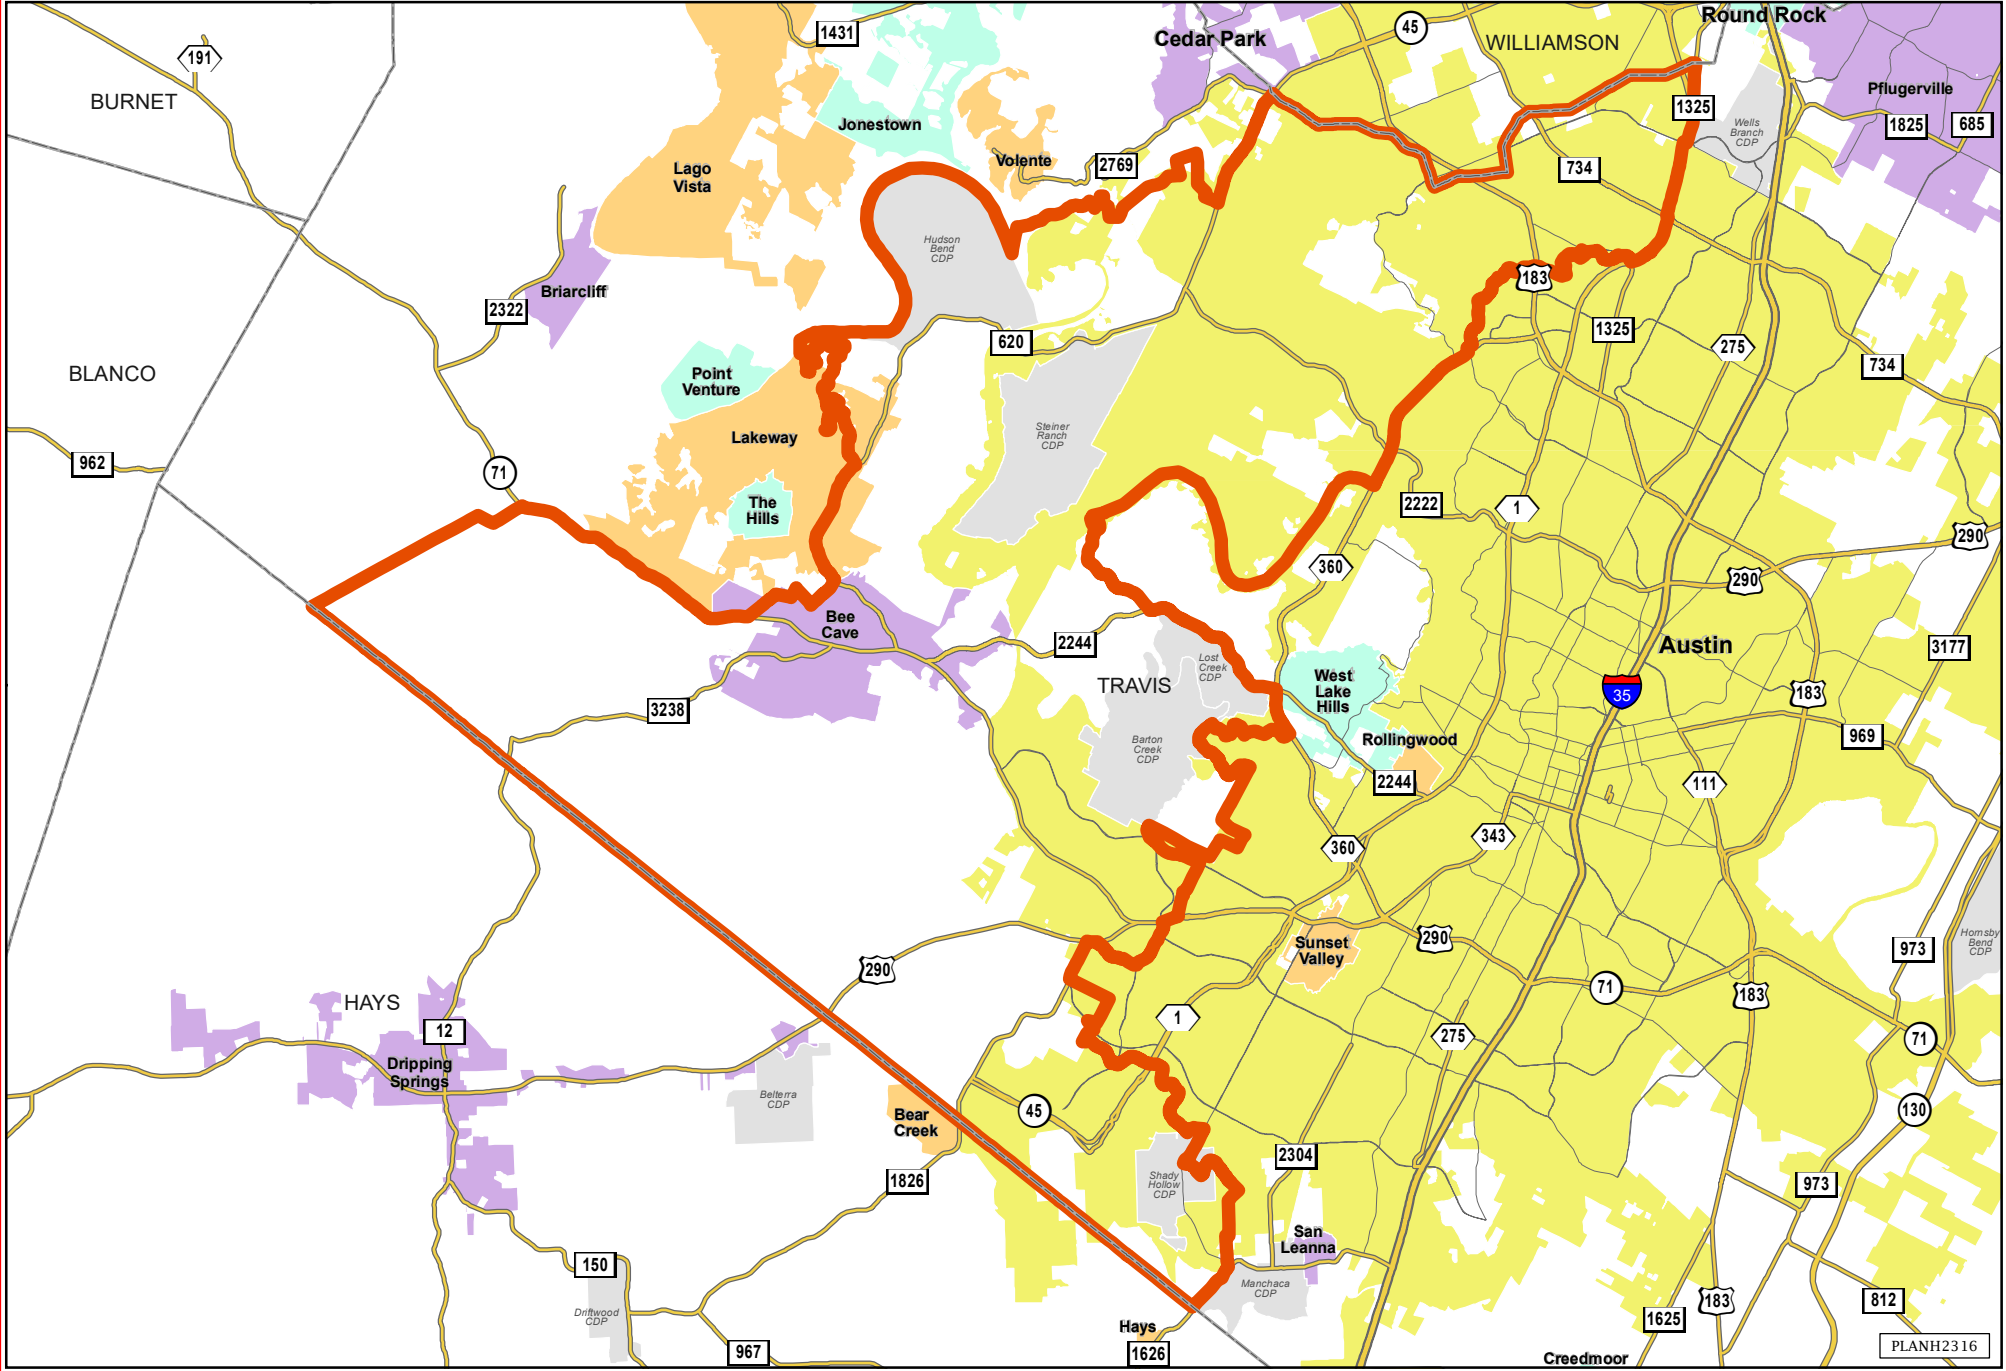 1431
Round Rock
45
Cedar Park
WILLIAMSON
191
BURNET
Pflugerville
1325
1825
685
Jonestown
Wells
Branch
CDP
Volente
2769
734
Lago
Vista
Hudson
Bend
CDP
183
Briarcliff
2322
1325
620
275
734
BLANCO
Point
Venture
Steiner
Ranch
CDP
Lakeway
962
71
The
Hills
2222
1
290
360
290
Bee
Cave
2244
Austin
3177
Lost
Creek
CDP
TRAVIS
West
Lake
Hills
35
183
3238
Barton
Creek
CDP
Rollingwood
969
2244
111
343
360
Sunset
Valley
290
Hornsby
Bend
CDP
973
290
71
183
HAYS
12
1
275
71
Dripping
Springs
Belterra
CDP
45
130
Bear
Creek
2304
1826
Shady
Hollow
CDP
973
San
Leanna
150
Manchaca
CDP
183
812
Driftwood
CDP
1625
Hays
967
1626
Creedmoor
PLANH2316